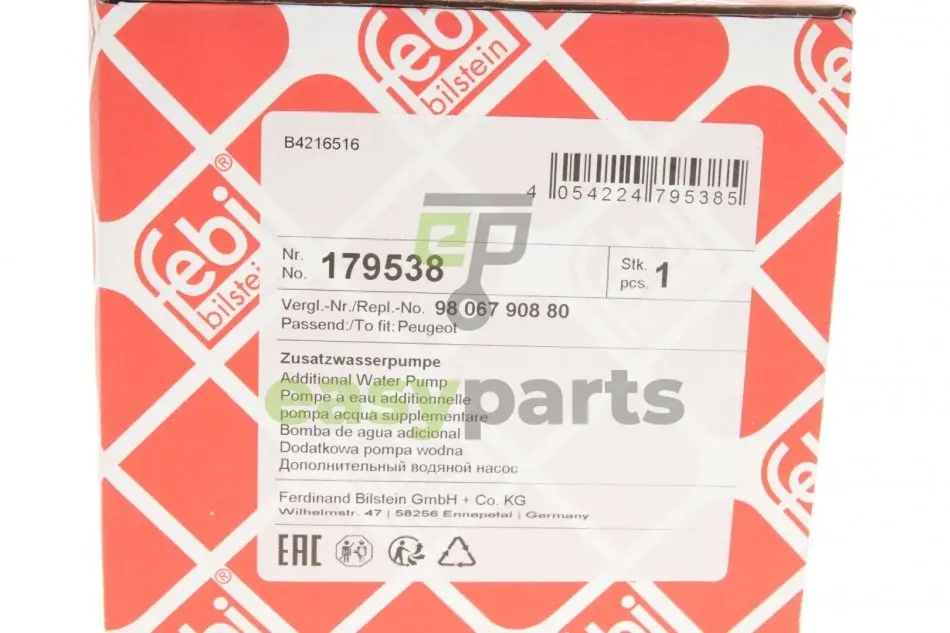 febi
bilstein
febi
bilstein
®
B4216516
4 054224 795385
ep
Nr.
No. 179538
Stk.
pcs. 1
Vergl.-Nr./Repl.-No. 98 067 908 80
Passend:/To fit: Peugeot
Zusatzwasserpumpe
Additional Water Pump
Pompe à eau additionnelle
pompa acqua supplementare
Bomba de agua adicional
Dodatkowa pompa wodna
Дополнительный водяной насос
easyparts
Ferdinand Bilstein GmbH + Co. KG
Wilhelmstr. 47 | 58256 Ennepetal | Germany
EAC
®
febi